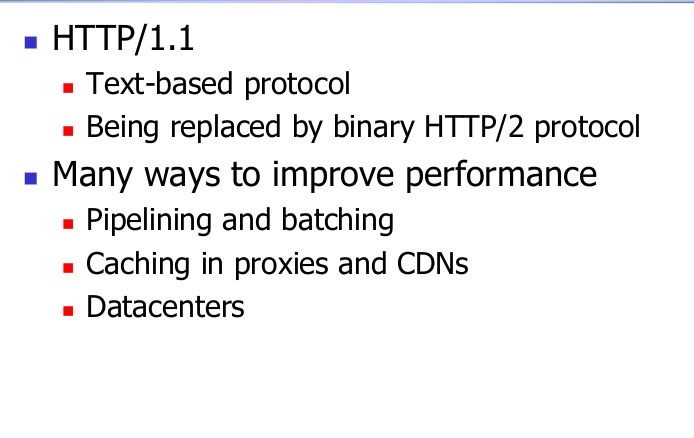 HTTP/1.1
Text-based protocol
Being replaced by binary HTTP/2 protocol
Many ways to improve performance
Pipelining and batching
Caching in proxies and CDNs
Datacenters